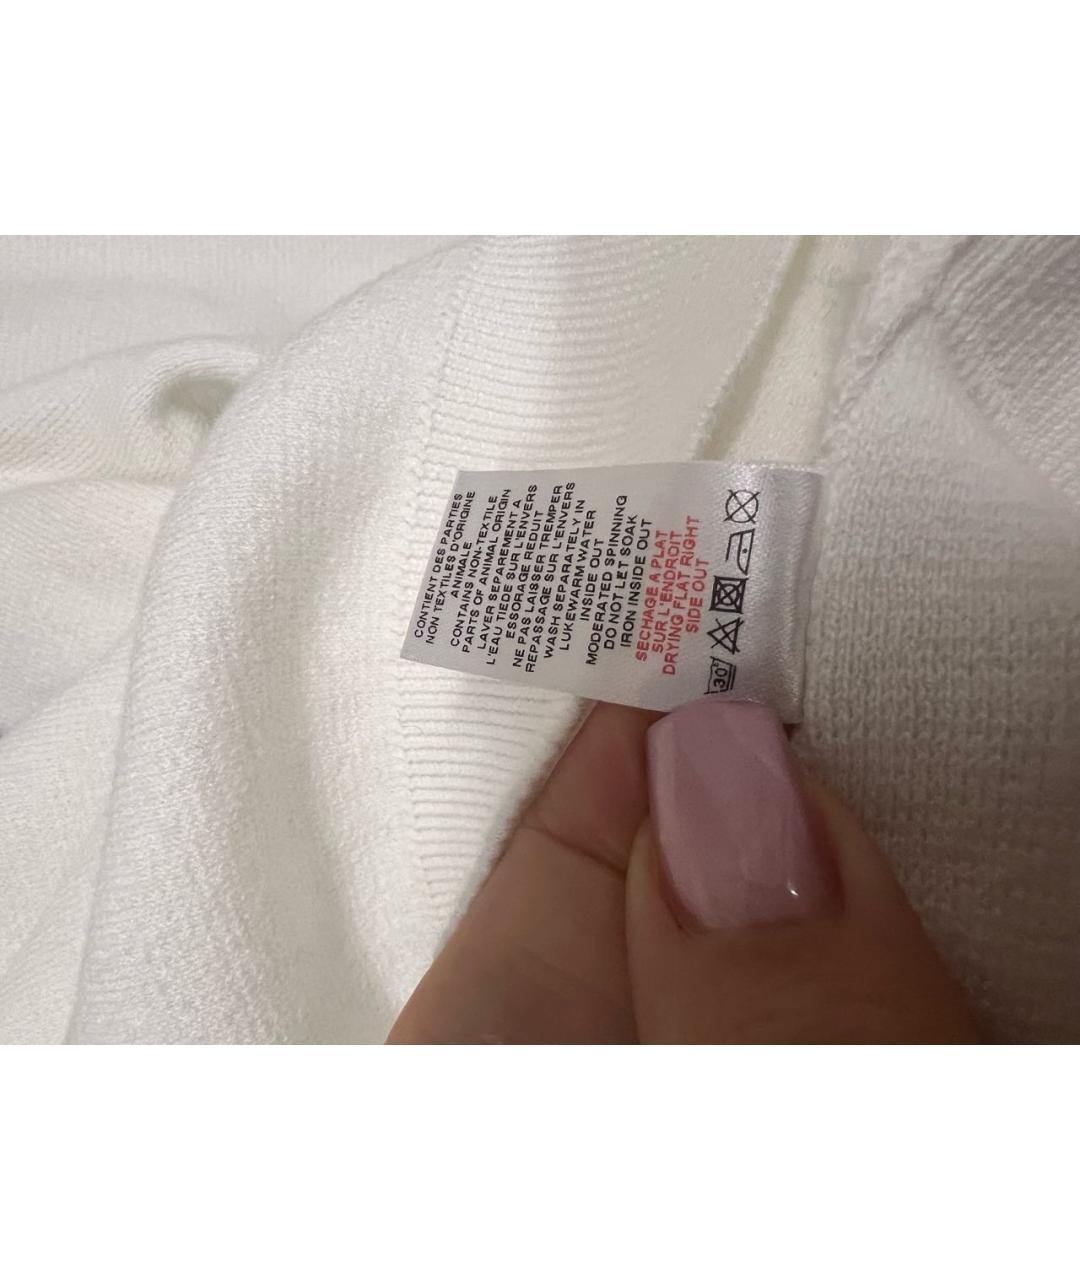 CONTIENT DES PARTIES
NON TEXTILES D'ORIGINE
ANIMALE
CONTAINS NON-TEXTILE
PARTS OF ANIMAL ORIGIN
LAVER SEPAREMENT A
L'EAU TIEDE SUR L'ENVERS
ESSORAGE REDUIT
NE PAS LAISSER TREMPER
REPASSAGE SUR L'ENVERS
WASH SEPARATELY IN
LUKEWARM WATER
INSIDE OUT
MODERATED SPINNING
DO NOT LET SOAK
IRON INSIDE OUT
SECHAGE A PLAT
SUR L'ENDROIT
DRYING FLAT RIGHT
SIDE OUT
30°